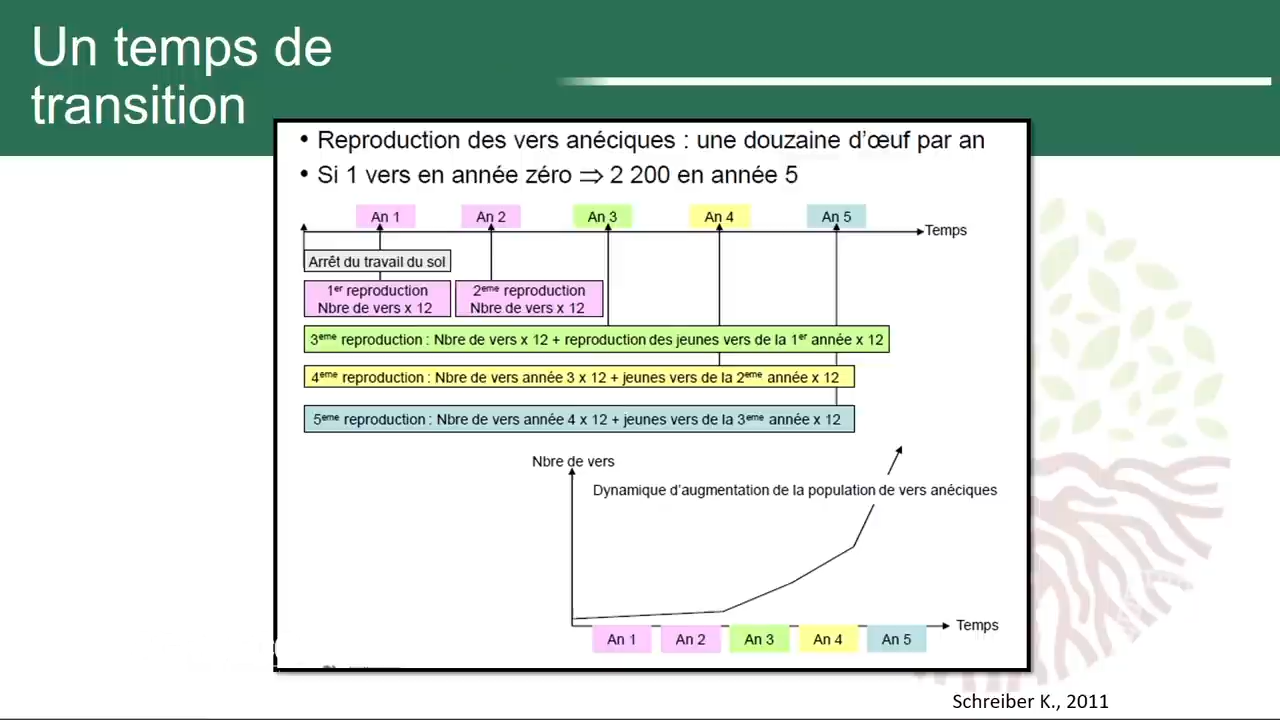 Un temps de
transition
• Reproduction des vers anéciques : une douzaine d’œuf par an
• Si 1 vers en année zéro ⇒ 2 200 en année 5
An 1 An 2 An 3 An 4 An 5
Temps
Arrêt du travail du sol
1er reproduction
Nbre de vers x 12
2eme reproduction
Nbre de vers x 12
3eme reproduction : Nbre de vers x 12 + reproduction des jeunes vers de la 1er année x 12
4eme reproduction : Nbre de vers année 3 x 12 + jeunes vers de la 2eme année x 12
5eme reproduction : Nbre de vers année 4 x 12 + jeunes vers de la 3eme année x 12
Nbre de vers
Dynamique d’augmentation de la population de vers anéciques
Temps
An 1 An 2 An 3 An 4 An 5
Schreiber K., 2011